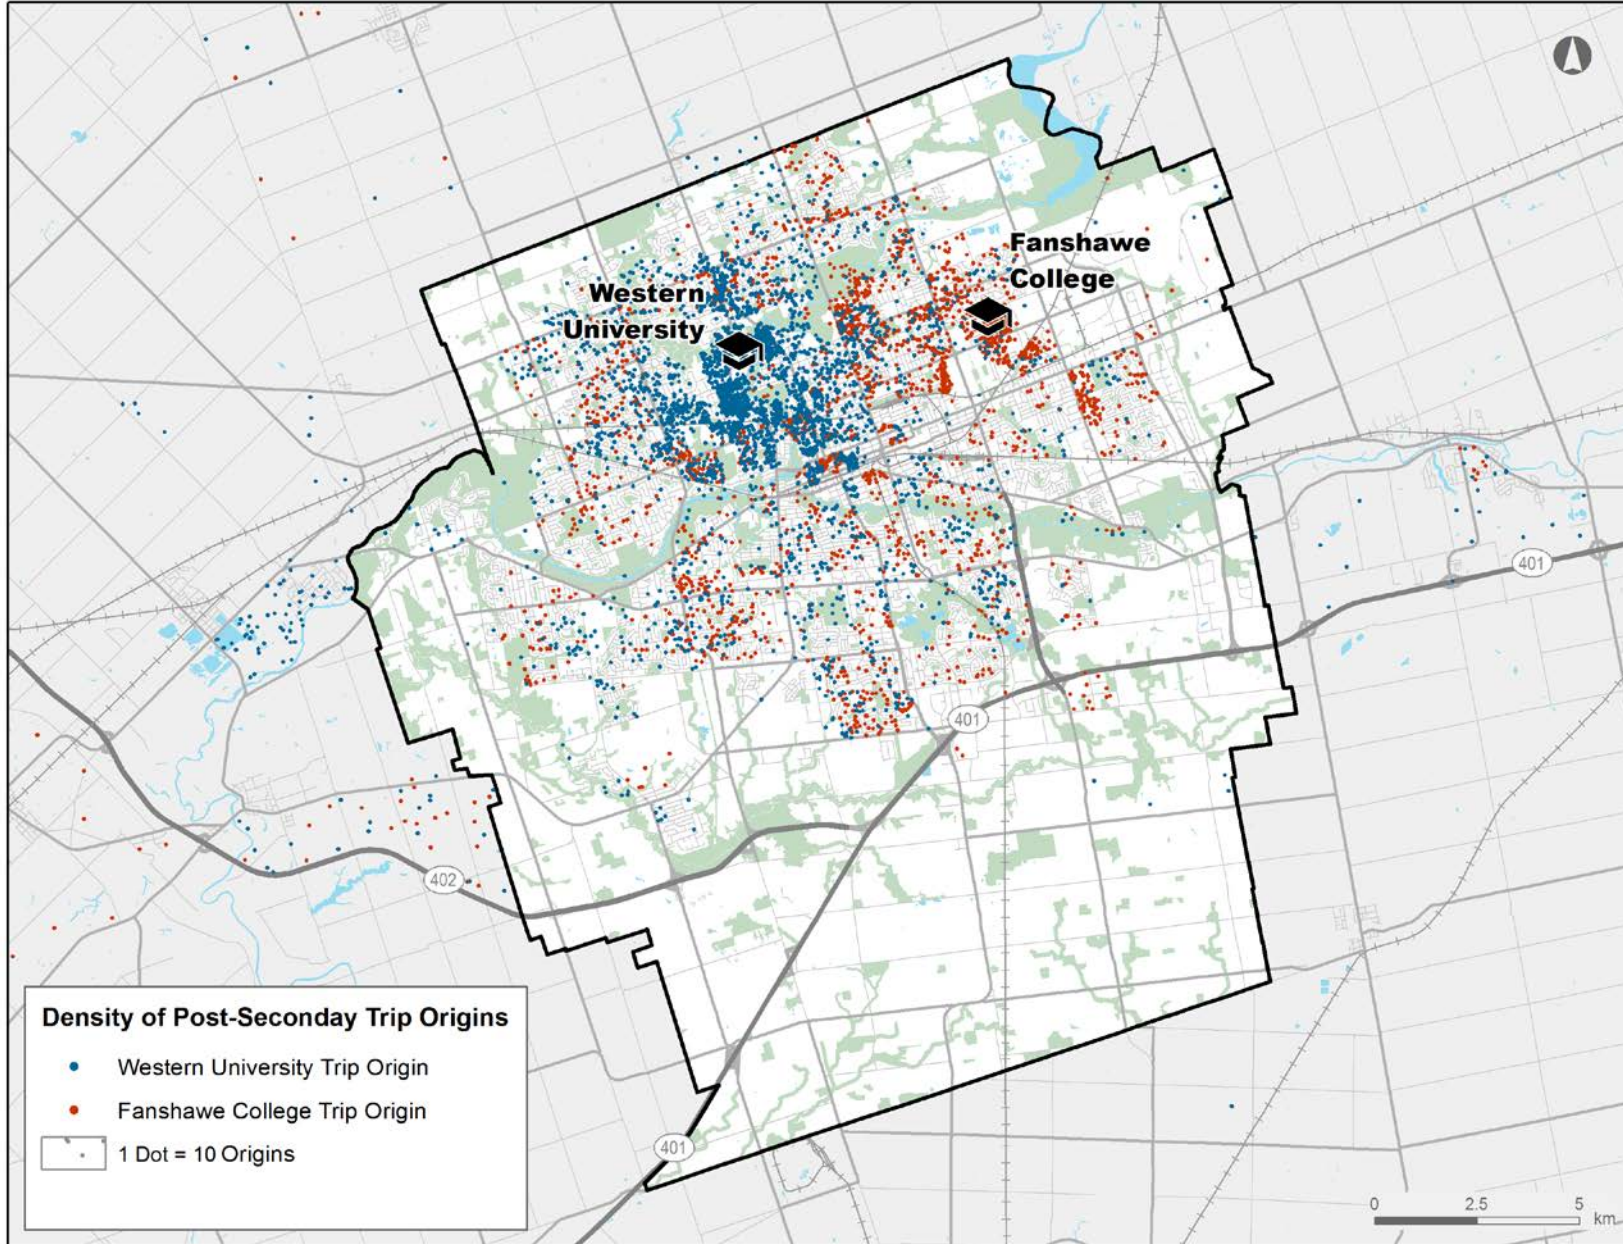 Fanshawe
College
Western
University
401
401
402
401
Density of Post-Seconday Trip Origins
Western University Trip Origin
Fanshawe College Trip Origin
1 Dot = 10 Origins
0 2.5 5
km